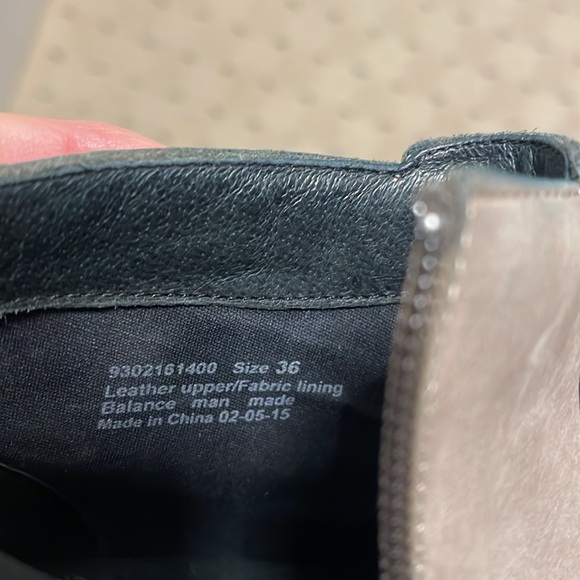 9302161400 Size 36
Leather upper/Fabric lining
Balance man made
Made in China 02-05-15